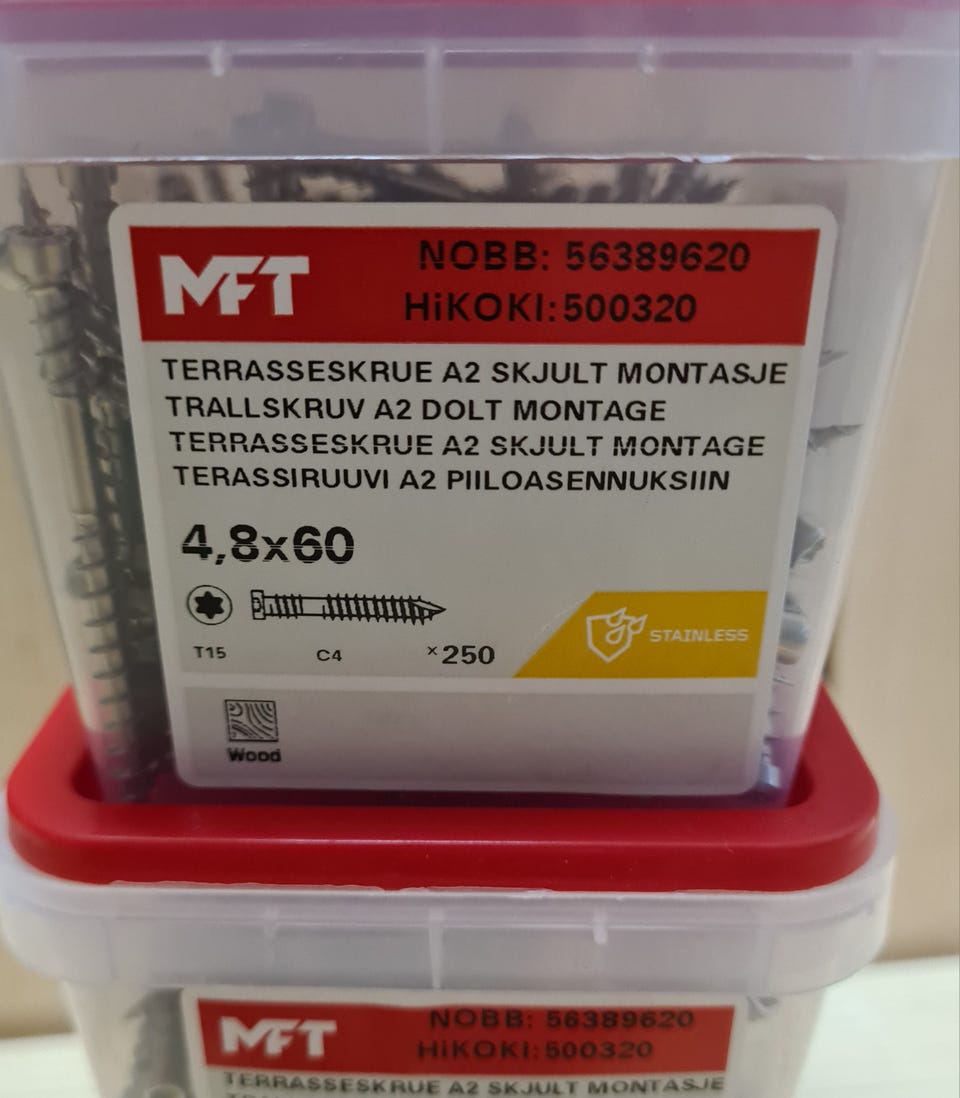 MFT
NOBB: 56389620
HiKOKI:500320
TERRASSESKRUE A2 SKJULT MONTASJE
TRALLSKRUV A2 DOLT MONTAGE
TERRASSESKRUE A2 SKJULT MONTAGE
TERASSIRUUVI A2 PIILOASENNUKSIIN
4,8x60
T15 C4 x250
STAINLESS
Wood
MFT
NOBB: 56389620
HiKOKI:500320
TERRASSESKRUE A2 SKJULT MONTASJE